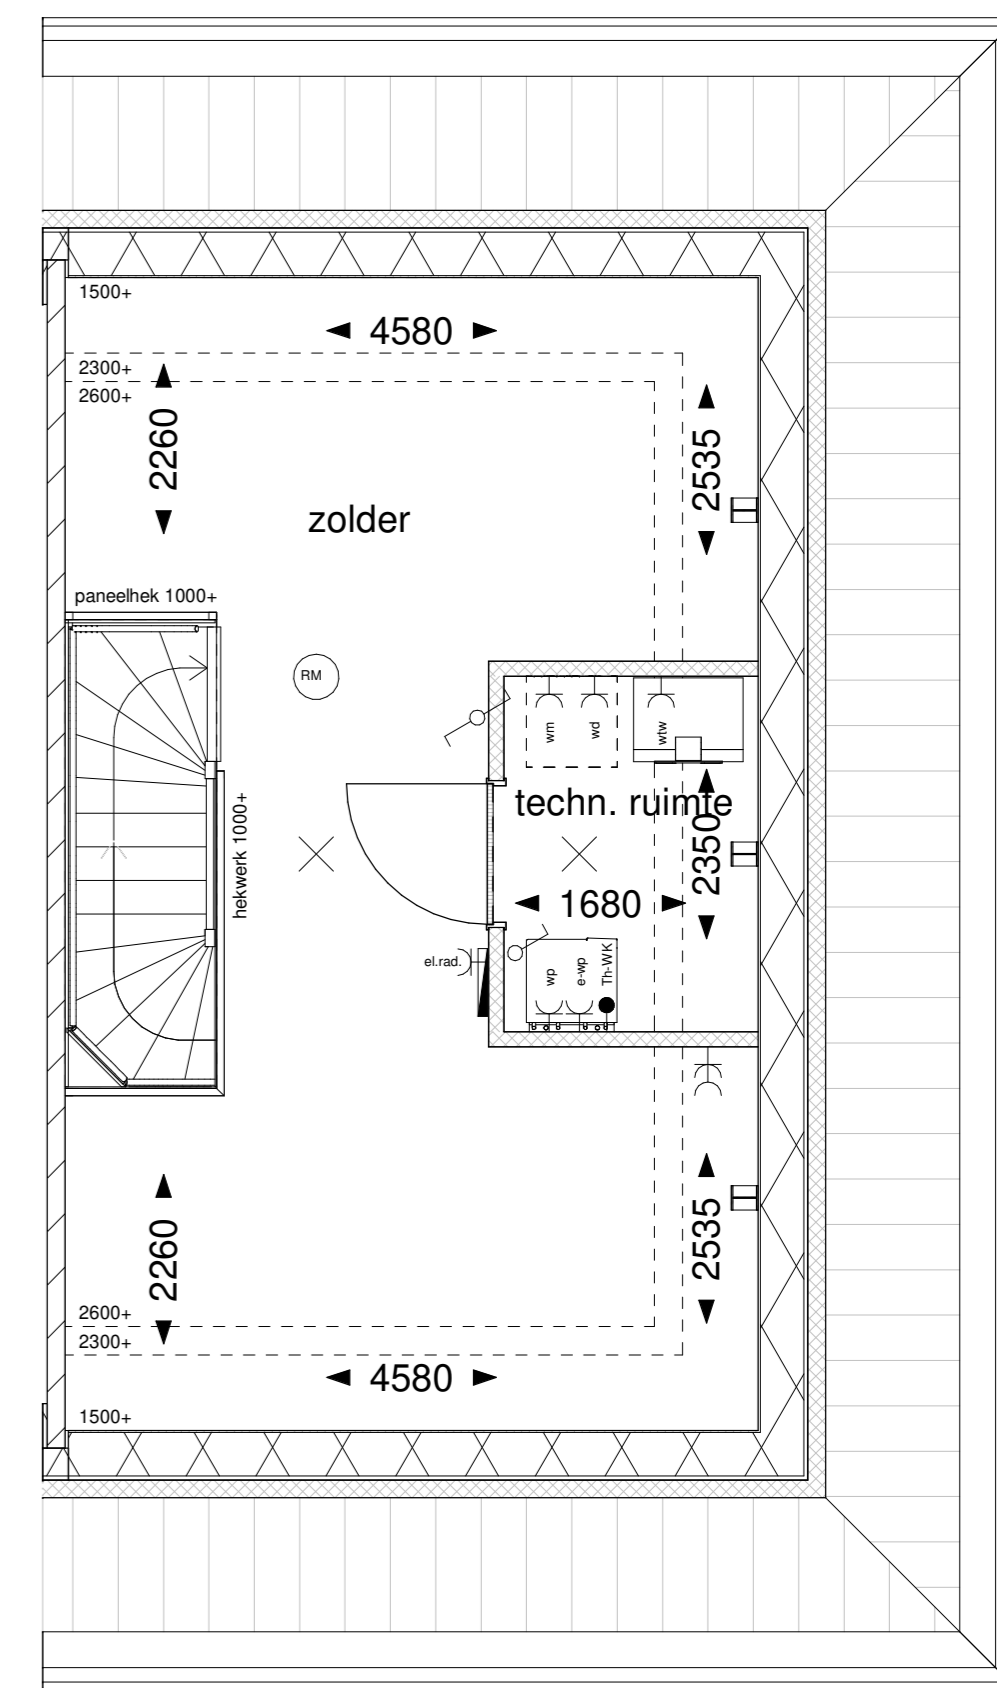 1500+
4580
2300+
2600+
2260
2535
zolder
paneelhek 1000+
RM
wm
wd
wtw
techn. ruimte
hekwerk 1000+
2350
1680
el.rad.
wp
e-wp
Th-WK
2260
2535
2600+
2300+
4580
1500+